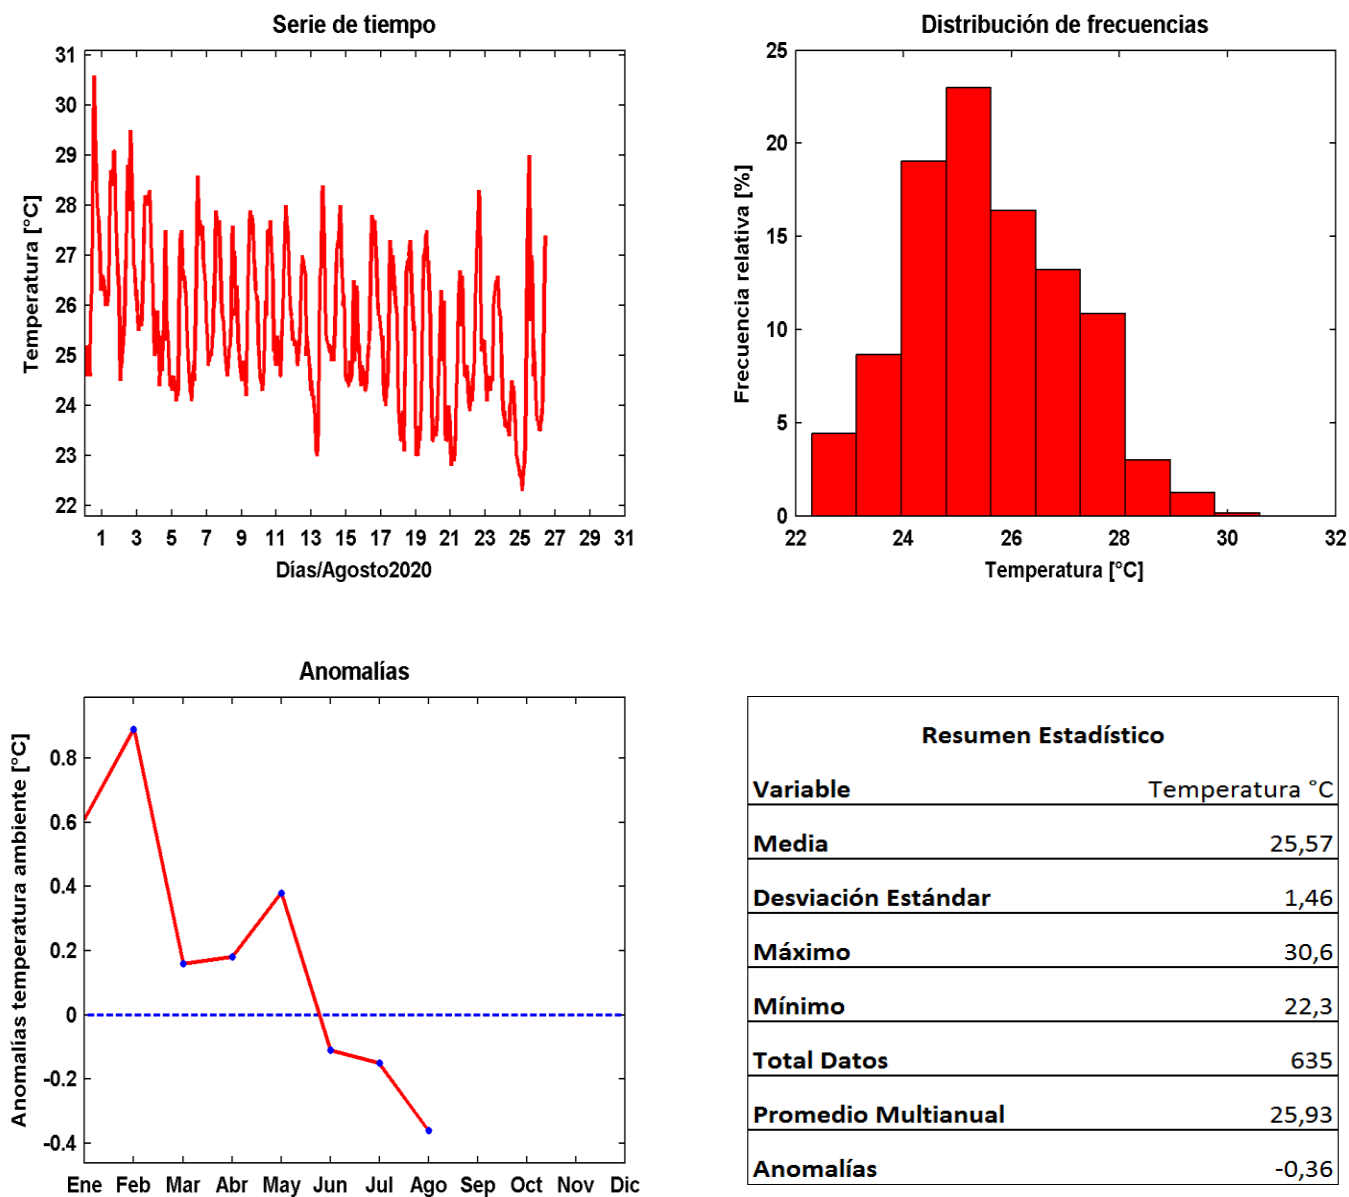 Serie de tiempo
Temperatura [°C]
31
30
29
28
27
26
25
24
23
22
1 3 5 7 9 11 13 15 17 19 21 23 25 27 29 31
Días/Agosto2020
Distribución de frecuencias
Frecuencia relativa [%]
25
20
15
10
5
0
22 24 26 28 30 32
Temperatura [°C]
Anomalías
Anomalías temperatura ambiente [°C]
0.8
0.6
0.4
0.2
0
-0.2
-0.4
Ene Feb Mar Abr May Jun Jul Ago Sep Oct Nov Dic
Resumen Estadístico
Variable Temperatura °C
Media 25,57
Desviación Estándar 1,46
Máximo 30,6
Mínimo 22,3
Total Datos 635
Promedio Multianual 25,93
Anomalías -0,36